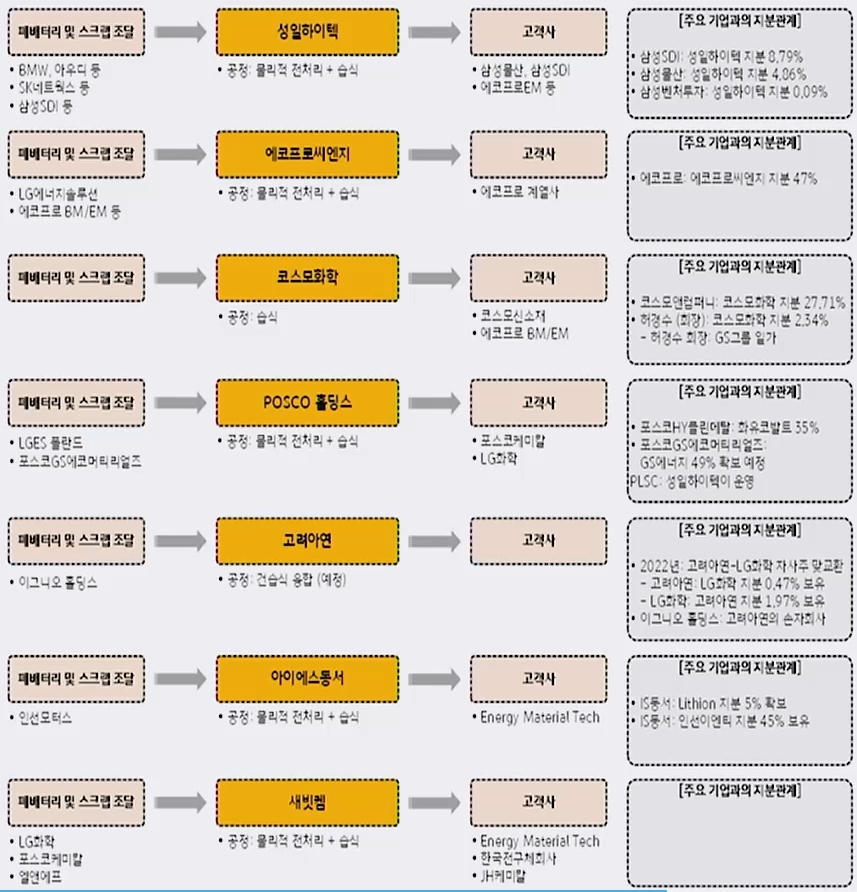 폐배터리 및 스크랩 조달
성일하이텍
고객사
[주요 기업과의 지분관계]
• BMW, 아우디 등
• SK네트웍스 등
• 삼성SDI 등
• 공정: 물리적 전처리 + 습식
• 삼성물산, 삼성SDI
• 에코프로EM 등
• 삼성SDI: 성일하이텍 지분 8,79%
• 삼성물산: 성일하이텍 지분 4,86%
• 삼성벤처투자: 성일하이텍 지분 0,09%
폐배터리 및 스크랩 조달
에코프로씨엔지
고객사
[주요 기업과의 지분관계]
• LG에너지솔루션
• 에코프로 BM/EM 등
• 공정: 물리적 전처리 + 습식
• 에코프로 계열사
• 에코프로: 에코프로씨엔지 지분 47%
폐배터리 및 스크랩 조달
코스모화학
고객사
[주요 기업과의 지분관계]
• 공정: 습식
• 코스모신소재
• 에코프로 BM/EM
• 코스모앤컴퍼니: 코스모화학 지분 27,71%
• 허경수 (회장): 코스모화학 지분 2,34%
- 허경수 회장: GS그룹 일가
폐배터리 및 스크랩 조달
POSCO 홀딩스
고객사
[주요 기업과의 지분관계]
• LGES 폴란드
• 포스코GS에코머티리얼즈
• 공정: 물리적 전처리 + 습식
• 포스코케미칼
• LG화학
• 포스코HY클린메탈: 화유코발트 35%
• 포스코GS에코머티리얼즈:
GS에너지 49% 확보 예정
PLSC: 성일하이텍이 운영
폐배터리 및 스크랩 조달
고려아연
고객사
[주요 기업과의 지분관계]
• 이그니오 홀딩스
• 공정: 건습식 융합 (예정)
• 2022년: 고려아연-LG화학 자사주 맞교환
- 고려아연: LG화학 지분 0,47% 보유
- LG화학: 고려아연 지분 1,97% 보유
• 이그니오 홀딩스: 고려아연의 손자회사
폐배터리 및 스크랩 조달
아이에스동서
고객사
[주요 기업과의 지분관계]
• 인선모터스
• 공정: 물리적 전처리 + 습식
• Energy Material Tech
• IS동서: Lithion 지분 5% 확보
• IS동서: 인선이엔티 지분 45% 보유
폐배터리 및 스크랩 조달
새빗켐
고객사
[주요 기업과의 지분관계]
• LG화학
• 포스코케미칼
• 엘앤에프
• 공정: 물리적 전처리 + 습식
• Energy Material Tech
• 한국전구체회사
• JH케미칼